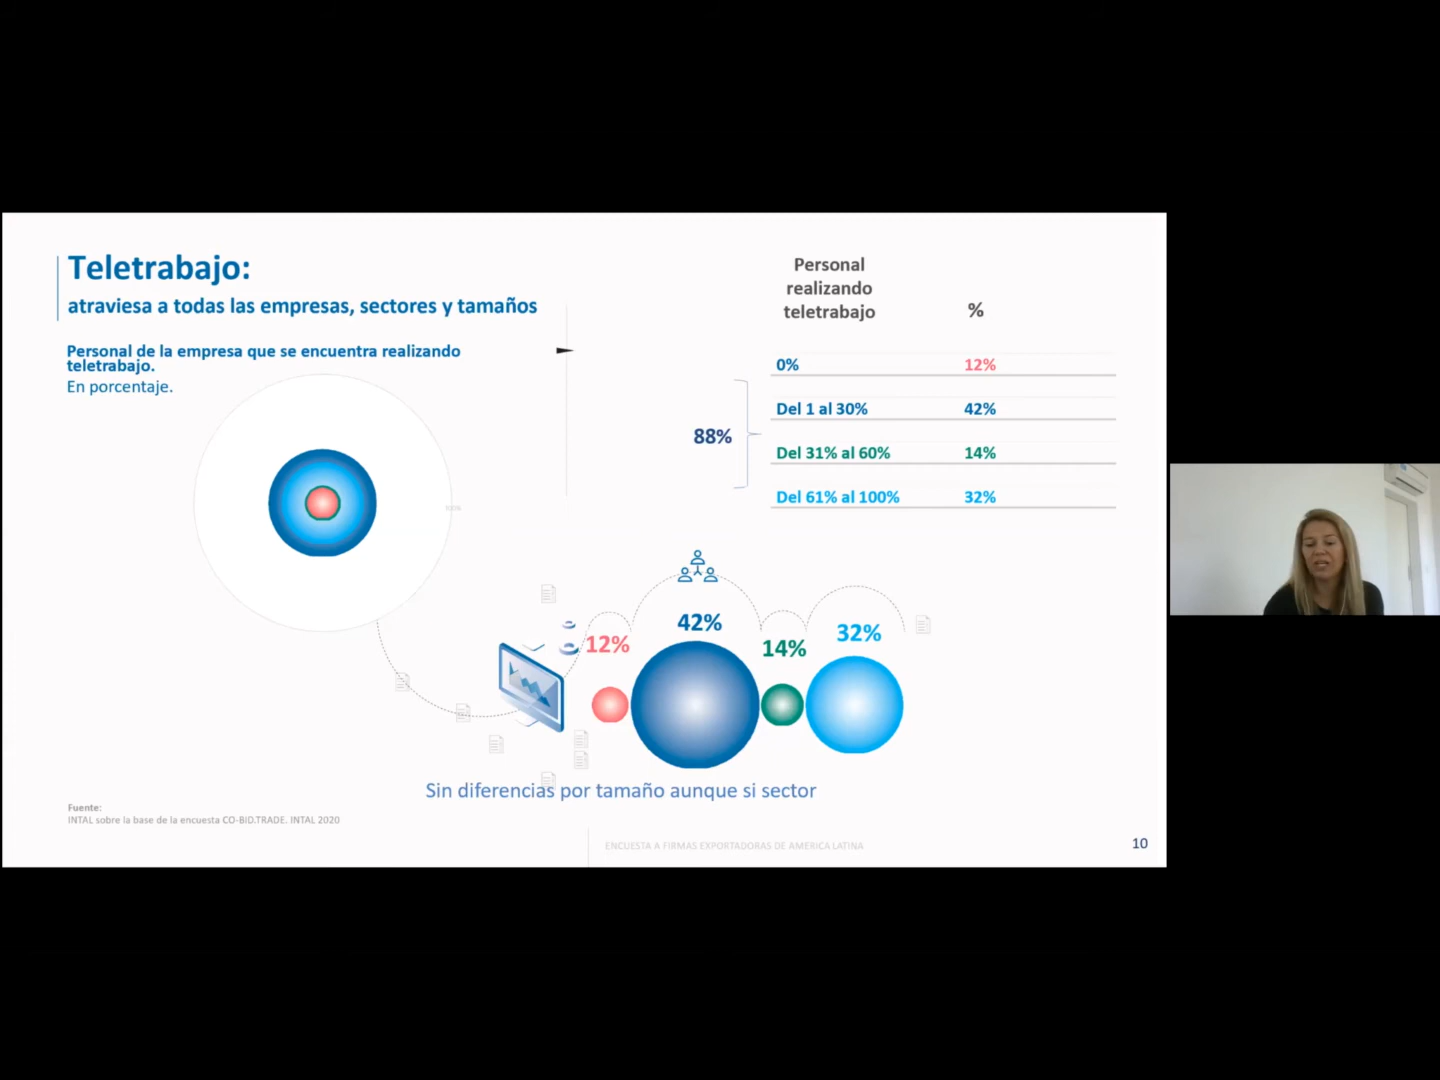 Teletrabajo:
atraviesa a todas las empresas, sectores y tamaños
Personal de la empresa que se encuentra realizando
teletrabajo.
En porcentaje.
Personal
realizando
teletrabajo
%
0% 12%
Del 1 al 30% 42%
88%
Del 31% al 60% 14%
Del 61% al 100% 32%
12%
42%
14%
32%
Sin diferencias por tamaño aunque si sector
Fuente:
INTAL sobre la base de la encuesta CO-BID.TRADE. INTAL 2020
ENCUESTA A FIRMAS EXPORTADORAS DE AMERICA LATINA
10